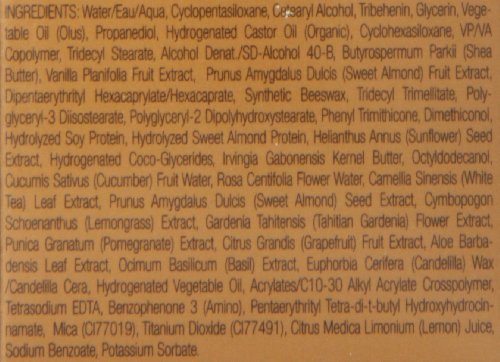 INGREDIENTS: Water/Eau/Aqua, Cyclopentasiloxane, Cetearyl Alcohol, Tribehenin, Glycerin, Vege-
table Oil (Olus), Propanediol, Hydrogenated Castor Oil (Organic), Cyclohexasiloxane, VP/VA
Copolymer, Tridecyl Stearate, Alcohol Denat./SD-Alcohol 40-B, Butyrospermum Parkii (Shea
Butter), Vanilla Planifolia Fruit Extract, Prunus Amygdalus Dulcis (Sweet Almond) Fruit Extract,
Dipentaerythrityl Hexacaprylate/Hexacaprate, Synthetic Beeswax, Tridecyl Trimellitate, Poly-
glyceryl-3 Diisostearate, Polyglyceryl-2 Dipolyhydroxystearate, Phenyl Trimithicone, Dimethiconol,
Hydrolyzed Soy Protein, Hydrolyzed Sweet Almond Protein, Helianthus Annus (Sunflower) Seed
Extract, Hydrogenated Coco-Glycerides, Irvingia Gabonensis Kernel Butter, Octyldodecanol,
Cucumis Sativus (Cucumber) Fruit Water, Rosa Centifolia Flower Water, Camellia Sinensis (White
Tea) Leaf Extract, Prunus Amygdalus Dulcis (Sweet Almond) Seed Extract, Cymbopogon
Schoenanthus (Lemongrass) Extract, Gardenia Tahitensis (Tahitian Gardenia) Flower Extract,
Punica Granatum (Pomegranate) Extract, Citrus Grandis (Grapefruit) Fruit Extract, Aloe Barba-
densis Leaf Extract, Ocimum Basilicum (Basil) Extract, Euphorbia Cerifera (Candelilla) Wax
/Candelilla Cera, Hydrogenated Vegetable Oil, Acrylates/C10-30 Alkyl Acrylate Crosspolymer,
Tetrasodium EDTA, Benzophenone 3 (Amino), Pentaerythrityl Tetra-di-t-butyl Hydroxyhydrocin-
namate, Mica (CI77019), Titanium Dioxide (CI77491), Citrus Medica Limonium (Lemon) Juice,
Sodium Benzoate, Potassium Sorbate.